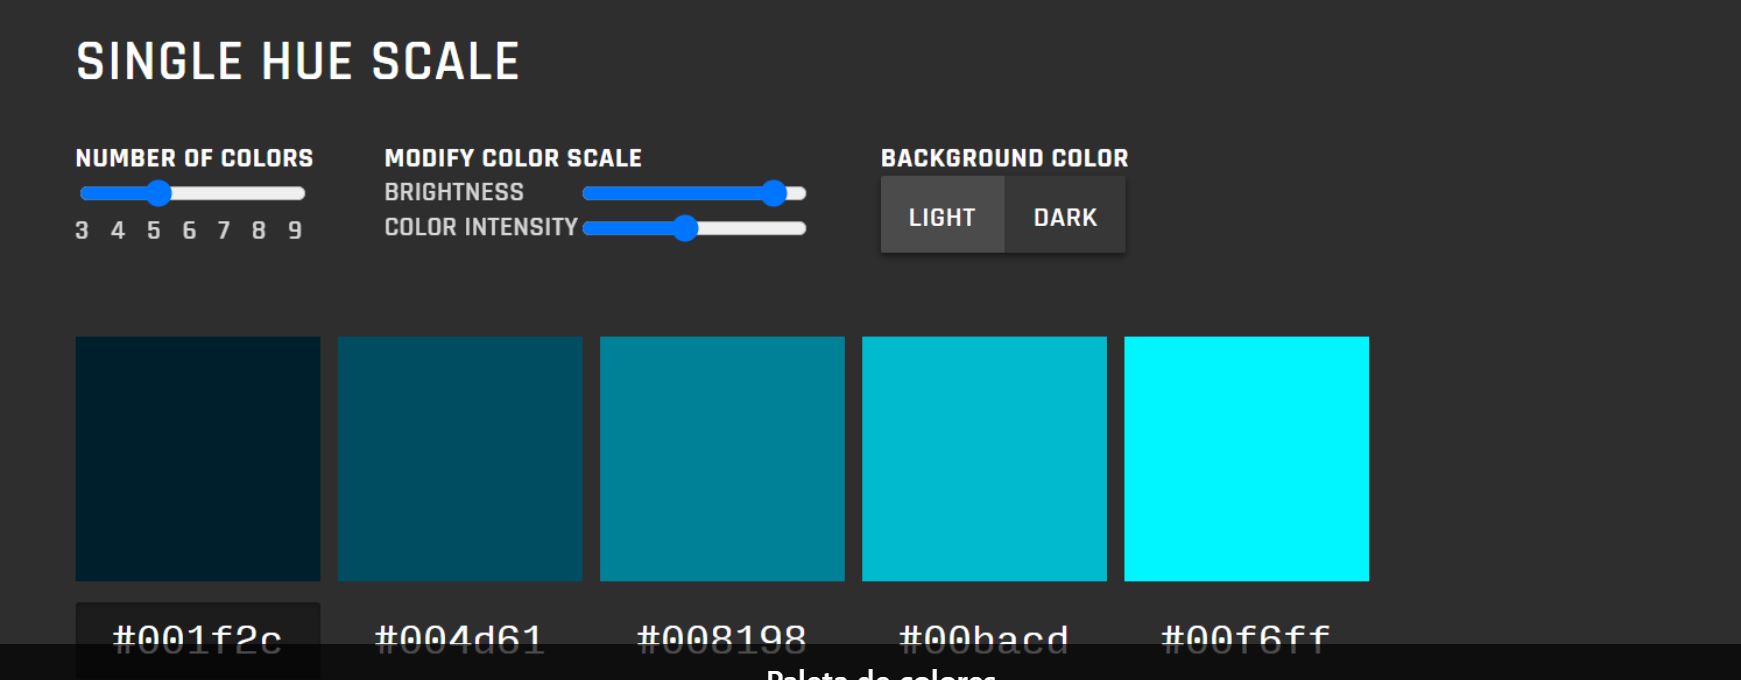 SINGLE HUE SCALE
NUMBER OF COLORS
3 4 5 6 7 8 9
MODIFY COLOR SCALE
BRIGHTNESS
COLOR INTENSITY
BACKGROUND COLOR
LIGHT DARK
#001f2c #004d61 #008198 #00bacd #00f6ff
Paleta de colores